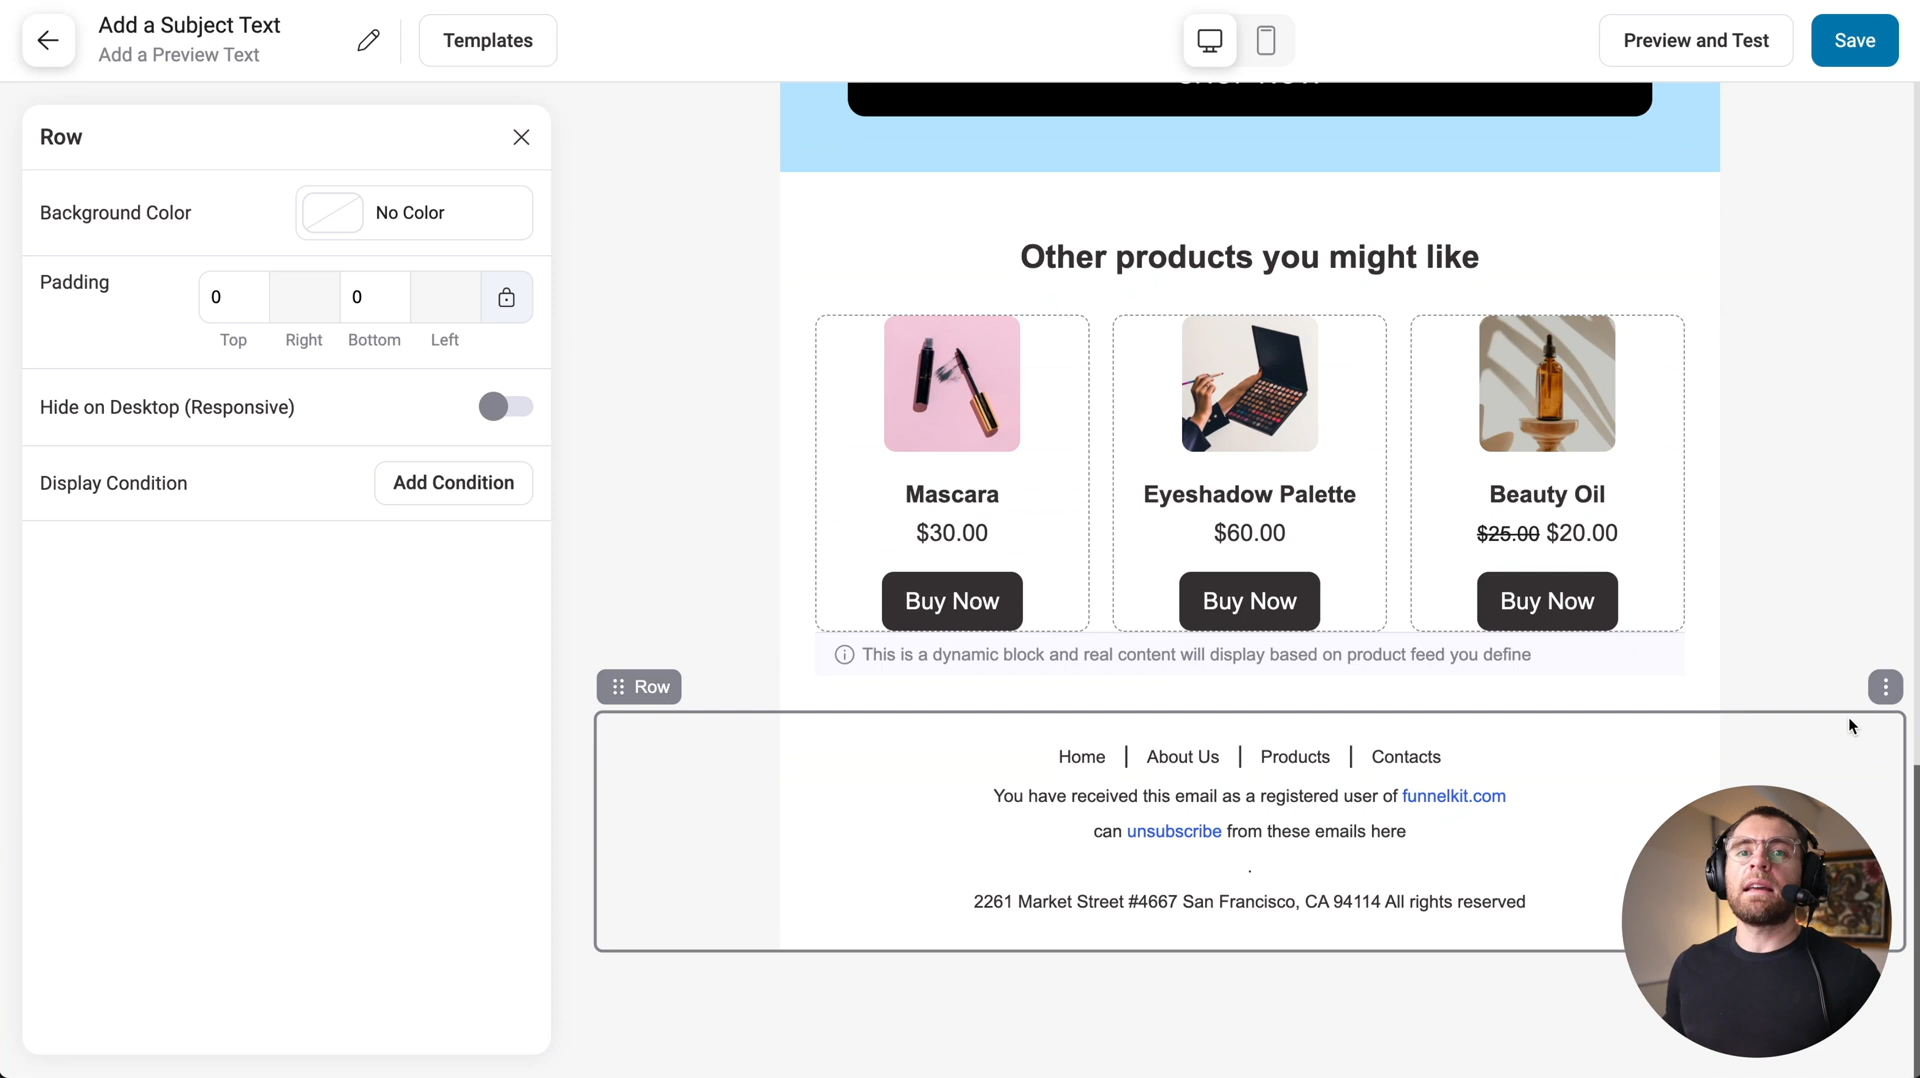 Add a Subject Text
Add a Preview Text
Templates
Preview and Test
Save
Row
Background Color
No Color
Padding
0
0
Top
Right
Bottom
Left
Hide on Desktop (Responsive)
Display Condition
Add Condition
Other products you might like
Mascara
$30.00
Buy Now
Eyeshadow Palette
$60.00
Buy Now
Beauty Oil
$25.00 $20.00
Buy Now
This is a dynamic block and real content will display based on product feed you define
Row
Home | About Us | Products | Contacts
You have received this email as a registered user of funnelkit.com
can unsubscribe from these emails here
.
2261 Market Street #4667 San Francisco, CA 94114 All rights reserved